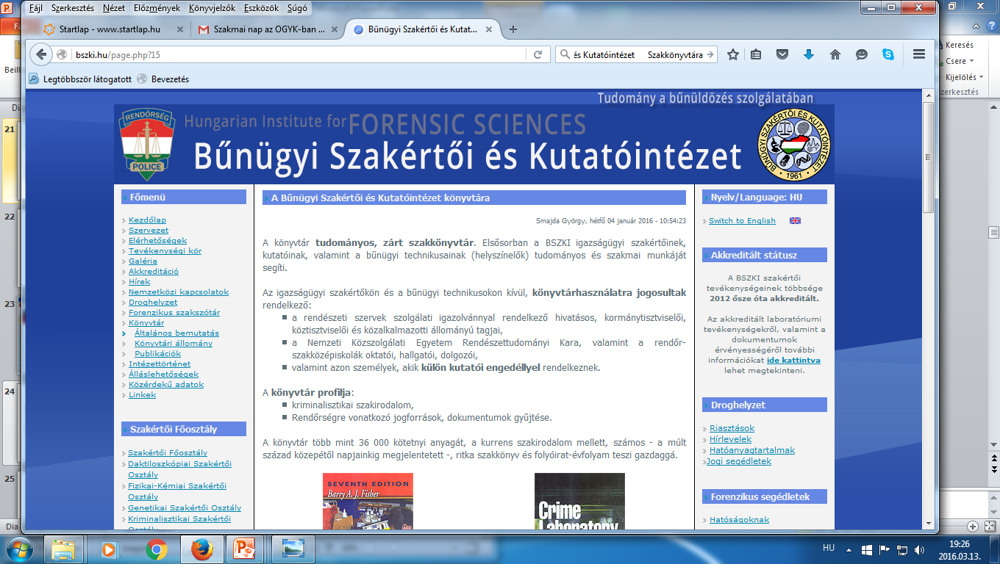 Fájl Szerkesztés Nézet Előzmények Könyvjelzők Eszközök Súgó
Startlap - www.startlap.hu
Szakmai nap az OGYK-ban ...
Bűnügyi Szakértői és Kutat...
bszki.hu/page.php?15
és Kutatóintézet Szakkönyvtára
Legtöbbször látogatott Bevezetés
Keresés
Csere
Kijelölés
zerkesztés
Beill
21
22
23
24
25
Dia
Tudomány a bűnüldözés szolgálatában
RENDŐRSÉG
POLICE
Hungarian Institute for FORENSIC SCIENCES
Bűnügyi Szakértői és Kutatóintézet
BŰNÜGYI SZAKÉRTŐI ÉS KUTATÓINTÉZET
1961
Főmenü
Kezdőlap
Szervezet
Elérhetőségek
Tevékenységi kör
Galéria
Akkreditáció
Hírek
Nemzetközi kapcsolatok
Droghelyzet
Forenzikus szakszótár
Könyvtár
Általános bemutatás
Könyvtári állomány
Publikációk
Intézettörténet
Álláslehetőségek
Közérdekű adatok
Linkek
Szakértői Főosztály
Szakértői Főosztály
Daktiloszkópiai Szakértői
Osztály
Fizikai-Kémiai Szakértői
Osztály
Genetikai Szakértői Osztály
Kriminalisztikai Szakértői
Osztály
A Bűnügyi Szakértői és Kutatóintézet könyvtára
Smajda György, hétfő 04 január 2016 - 10:54:23
A könyvtár tudományos, zárt szakkönyvtár. Elsősorban a BSZKI igazságügyi szakértőinek,
kutatóinak, valamint a bűnügyi technikusainak (helyszínelők) tudományos és szakmai munkáját
segíti.
Az igazságügyi szakértőkön és a bűnügyi technikusokon kívül, könyvtárhasználatra jogosultak
rendelkező:
a rendészeti szervek szolgálati igazolvánnyal rendelkező hivatásos, kormánytisztviselői,
köztisztviselői és közalkalmazotti állományú tagjai,
a Nemzeti Közszolgálati Egyetem Rendészettudományi Kara, valamint a rendőr-
szakközépiskolák oktatói, hallgatói, dolgozói,
valamint azon személyek, akik külön kutatói engedéllyel rendelkeznek.
A könyvtár profilja:
kriminalisztikai szakirodalom,
Rendőrségre vonatkozó jogforrások, dokumentumok gyűjtése.
A könyvtár több mint 36 000 kötetnyi anyagát, a kurrens szakirodalom mellett, számos - a múlt
század közepétől napjainkig megjelentetett -, ritka szakkönyv és folyóirat-évfolyam teszi gazdaggá.
SEVENTH EDITION
Barry A. J. Fisher
Crime
Laboratory
Nyelv/Language: HU
Switch to English
Akkreditált státusz
A BSZKI szakértői
tevékenységeinek többsége
2012 ősze óta akkreditált.
Az akkreditált laboratóriumi
tevékenységekről, valamint a
dokumentumok
érvényességéről további
információkat ide kattintva
lehet megtekinteni.
Droghelyzet
Riasztások
Hírlevelek
Hatóanyagtartalmak
Jogi segédletek
Forenzikus segédletek
Hatóságoknak
HU
19:26
2016.03.13.